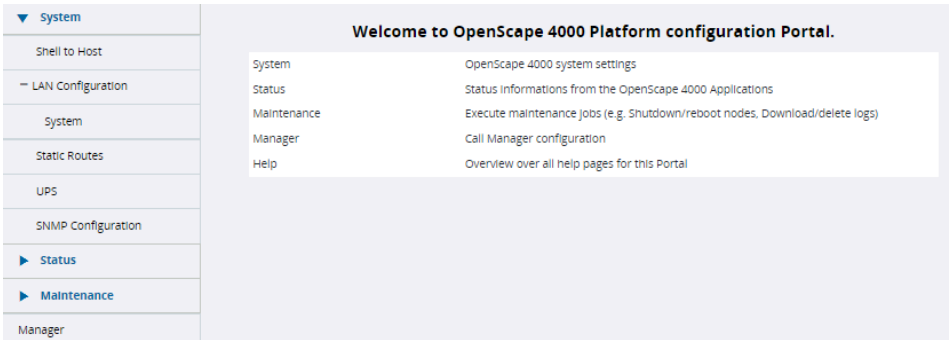 System
Shell to Host
LAN Configuration
System
Static Routes
UPS
SNMP Configuration
Status
Maintenance
Manager
Welcome to OpenScape 4000 Platform configuration Portal.
System OpenScape 4000 system settings
Status Status informations from the OpenScape 4000 Applications
Maintenance Execute maintenance jobs (e.g. Shutdown/reboot nodes, Download/delete logs)
Manager Call Manager configuration
Help Overview over all help pages for this Portal